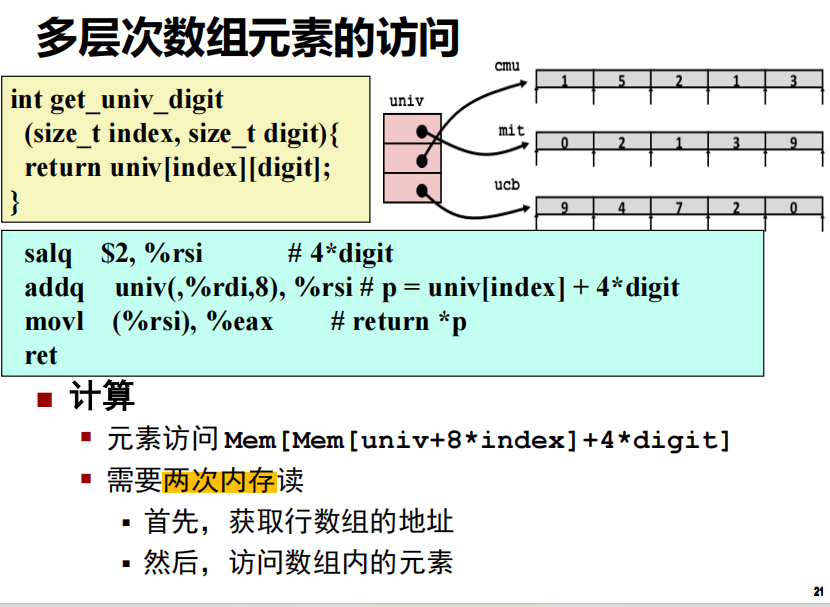 多层次数组元素的访问
int get_univ_digit
(size_t index, size_t digit){
return univ[index][digit];
}
univ
cmu
1 5 2 1 3
mit
0 2 1 3 9
ucb
9 4 7 2 0
salq $2, %rsi # 4*digit
addq univ(,%rdi,8), %rsi # p = univ[index] + 4*digit
movl (%rsi), %eax # return *p
ret
■ 计算
▪ 元素访问 Mem[Mem[univ+8*index]+4*digit]
▪ 需要两次内存读
▪ 首先，获取行数组的地址
▪ 然后，访问数组内的元素
21